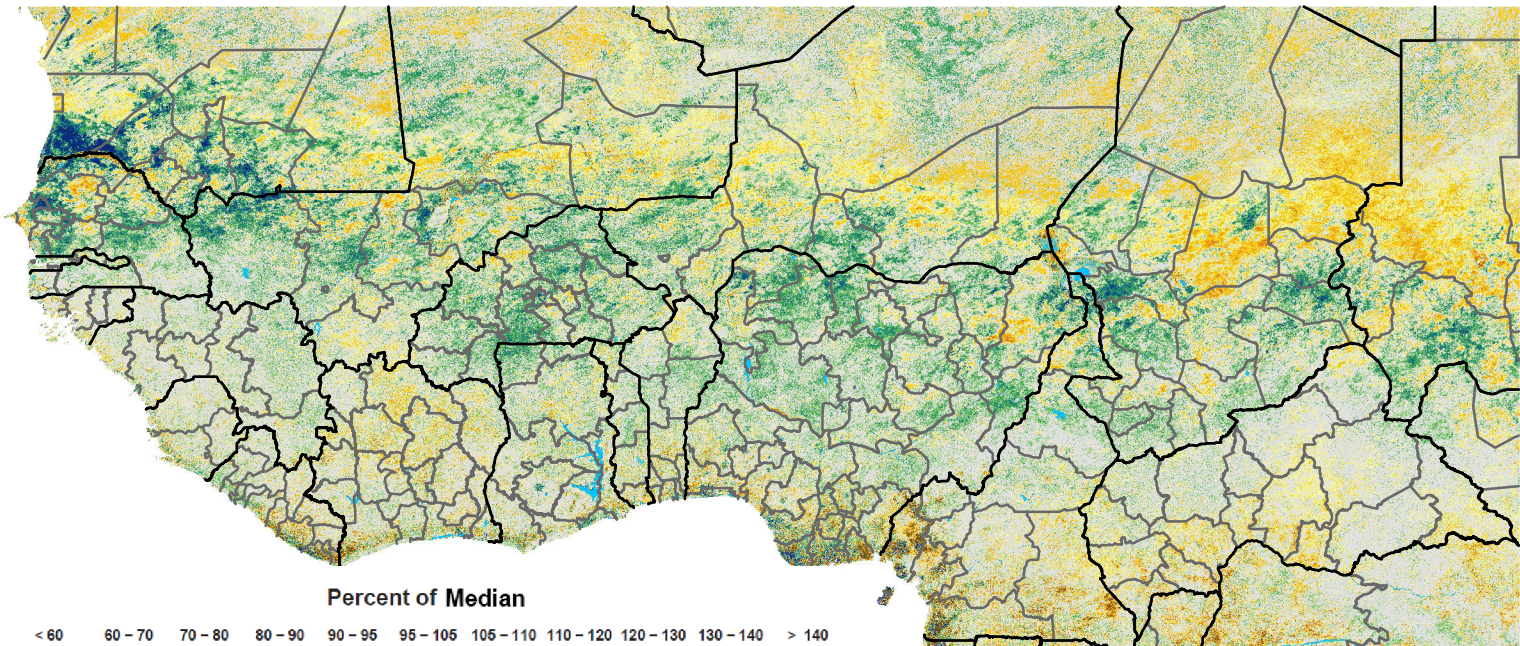 Percent of Median
< 60 60 – 70 70 – 80 80 – 90 90 – 95 95 – 105 105 – 110 110 – 120 120 – 130 130 – 140 > 140